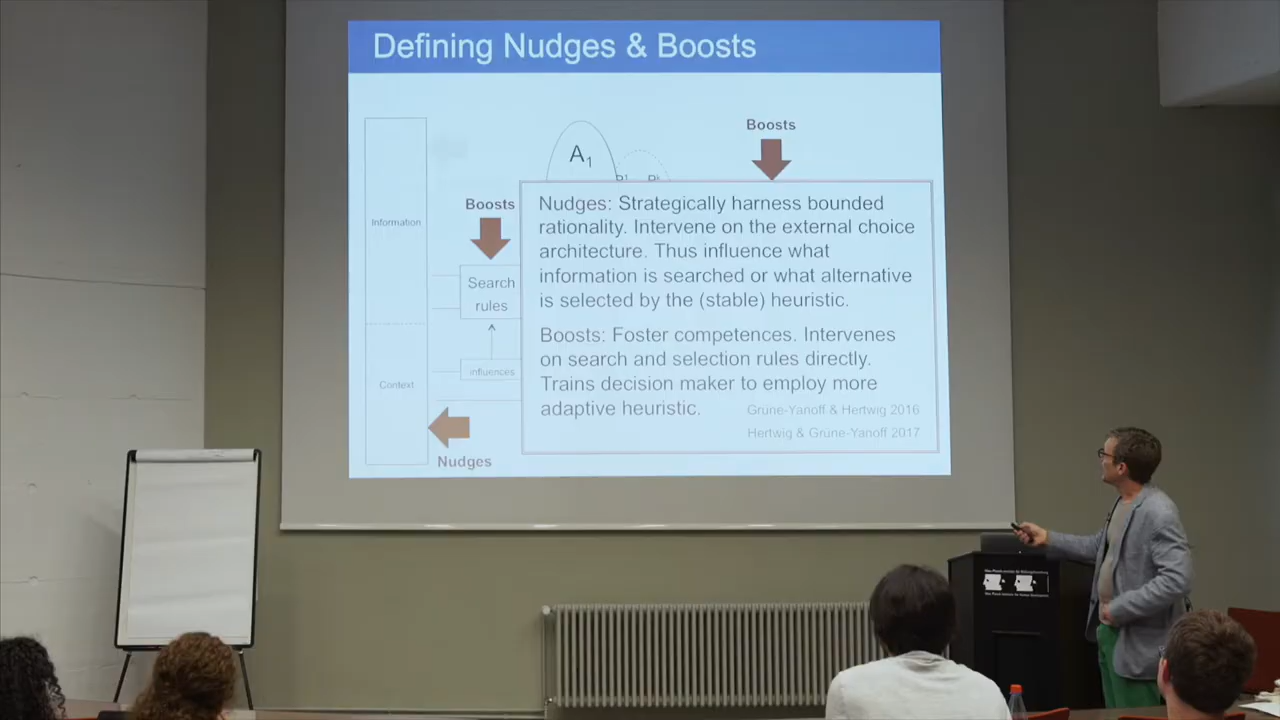 Defining Nudges & Boosts
Boosts
A1
Boosts
Information
Search
rules
influences
Context
Nudges
Nudges: Strategically harness bounded
rationality. Intervene on the external choice
architecture. Thus influence what
information is searched or what alternative
is selected by the (stable) heuristic.
Boosts: Foster competences. Intervenes
on search and selection rules directly.
Trains decision maker to employ more
adaptive heuristic.
Grüne-Yanoff & Hertwig 2016
Hertwig & Grüne-Yanoff 2017